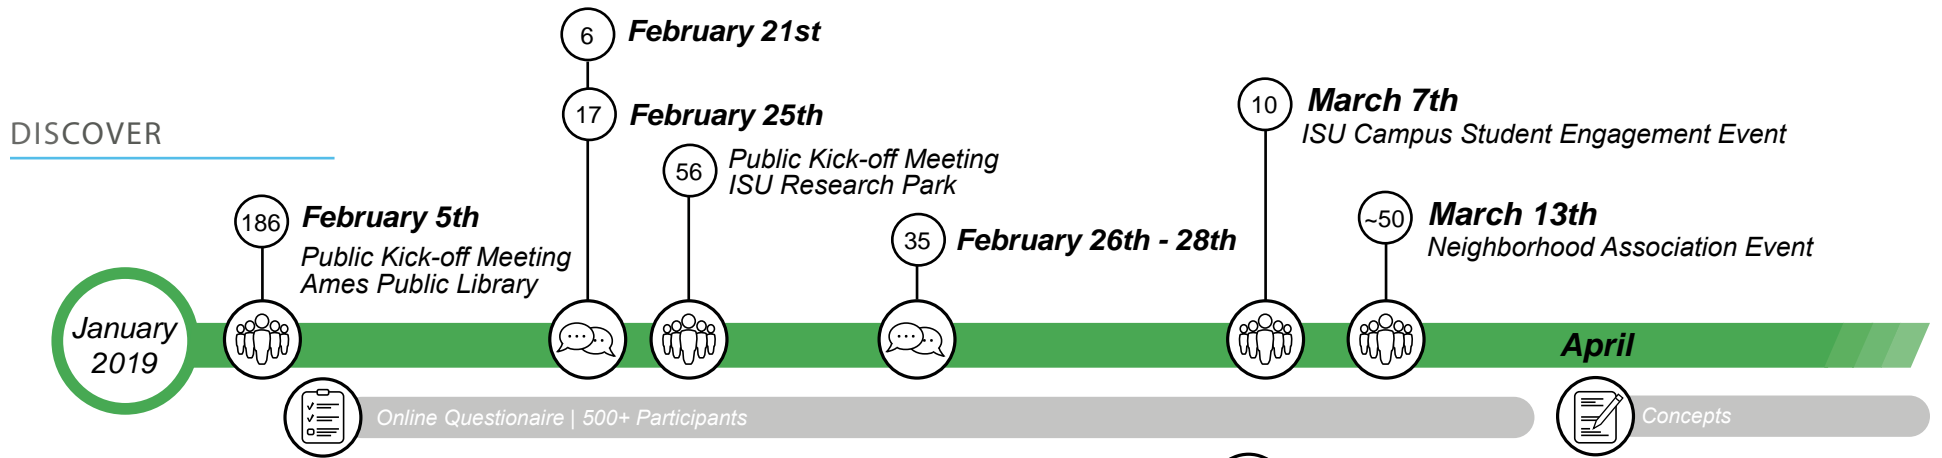 DISCOVER
January
2019
186
February 5th
Public Kick-off Meeting
Ames Public Library
6
February 21st
17
February 25th
56
Public Kick-off Meeting
ISU Research Park
35
February 26th - 28th
10
March 7th
ISU Campus Student Engagement Event
~50
March 13th
Neighborhood Association Event
April
Online Questionaire | 500+ Participants
Concepts